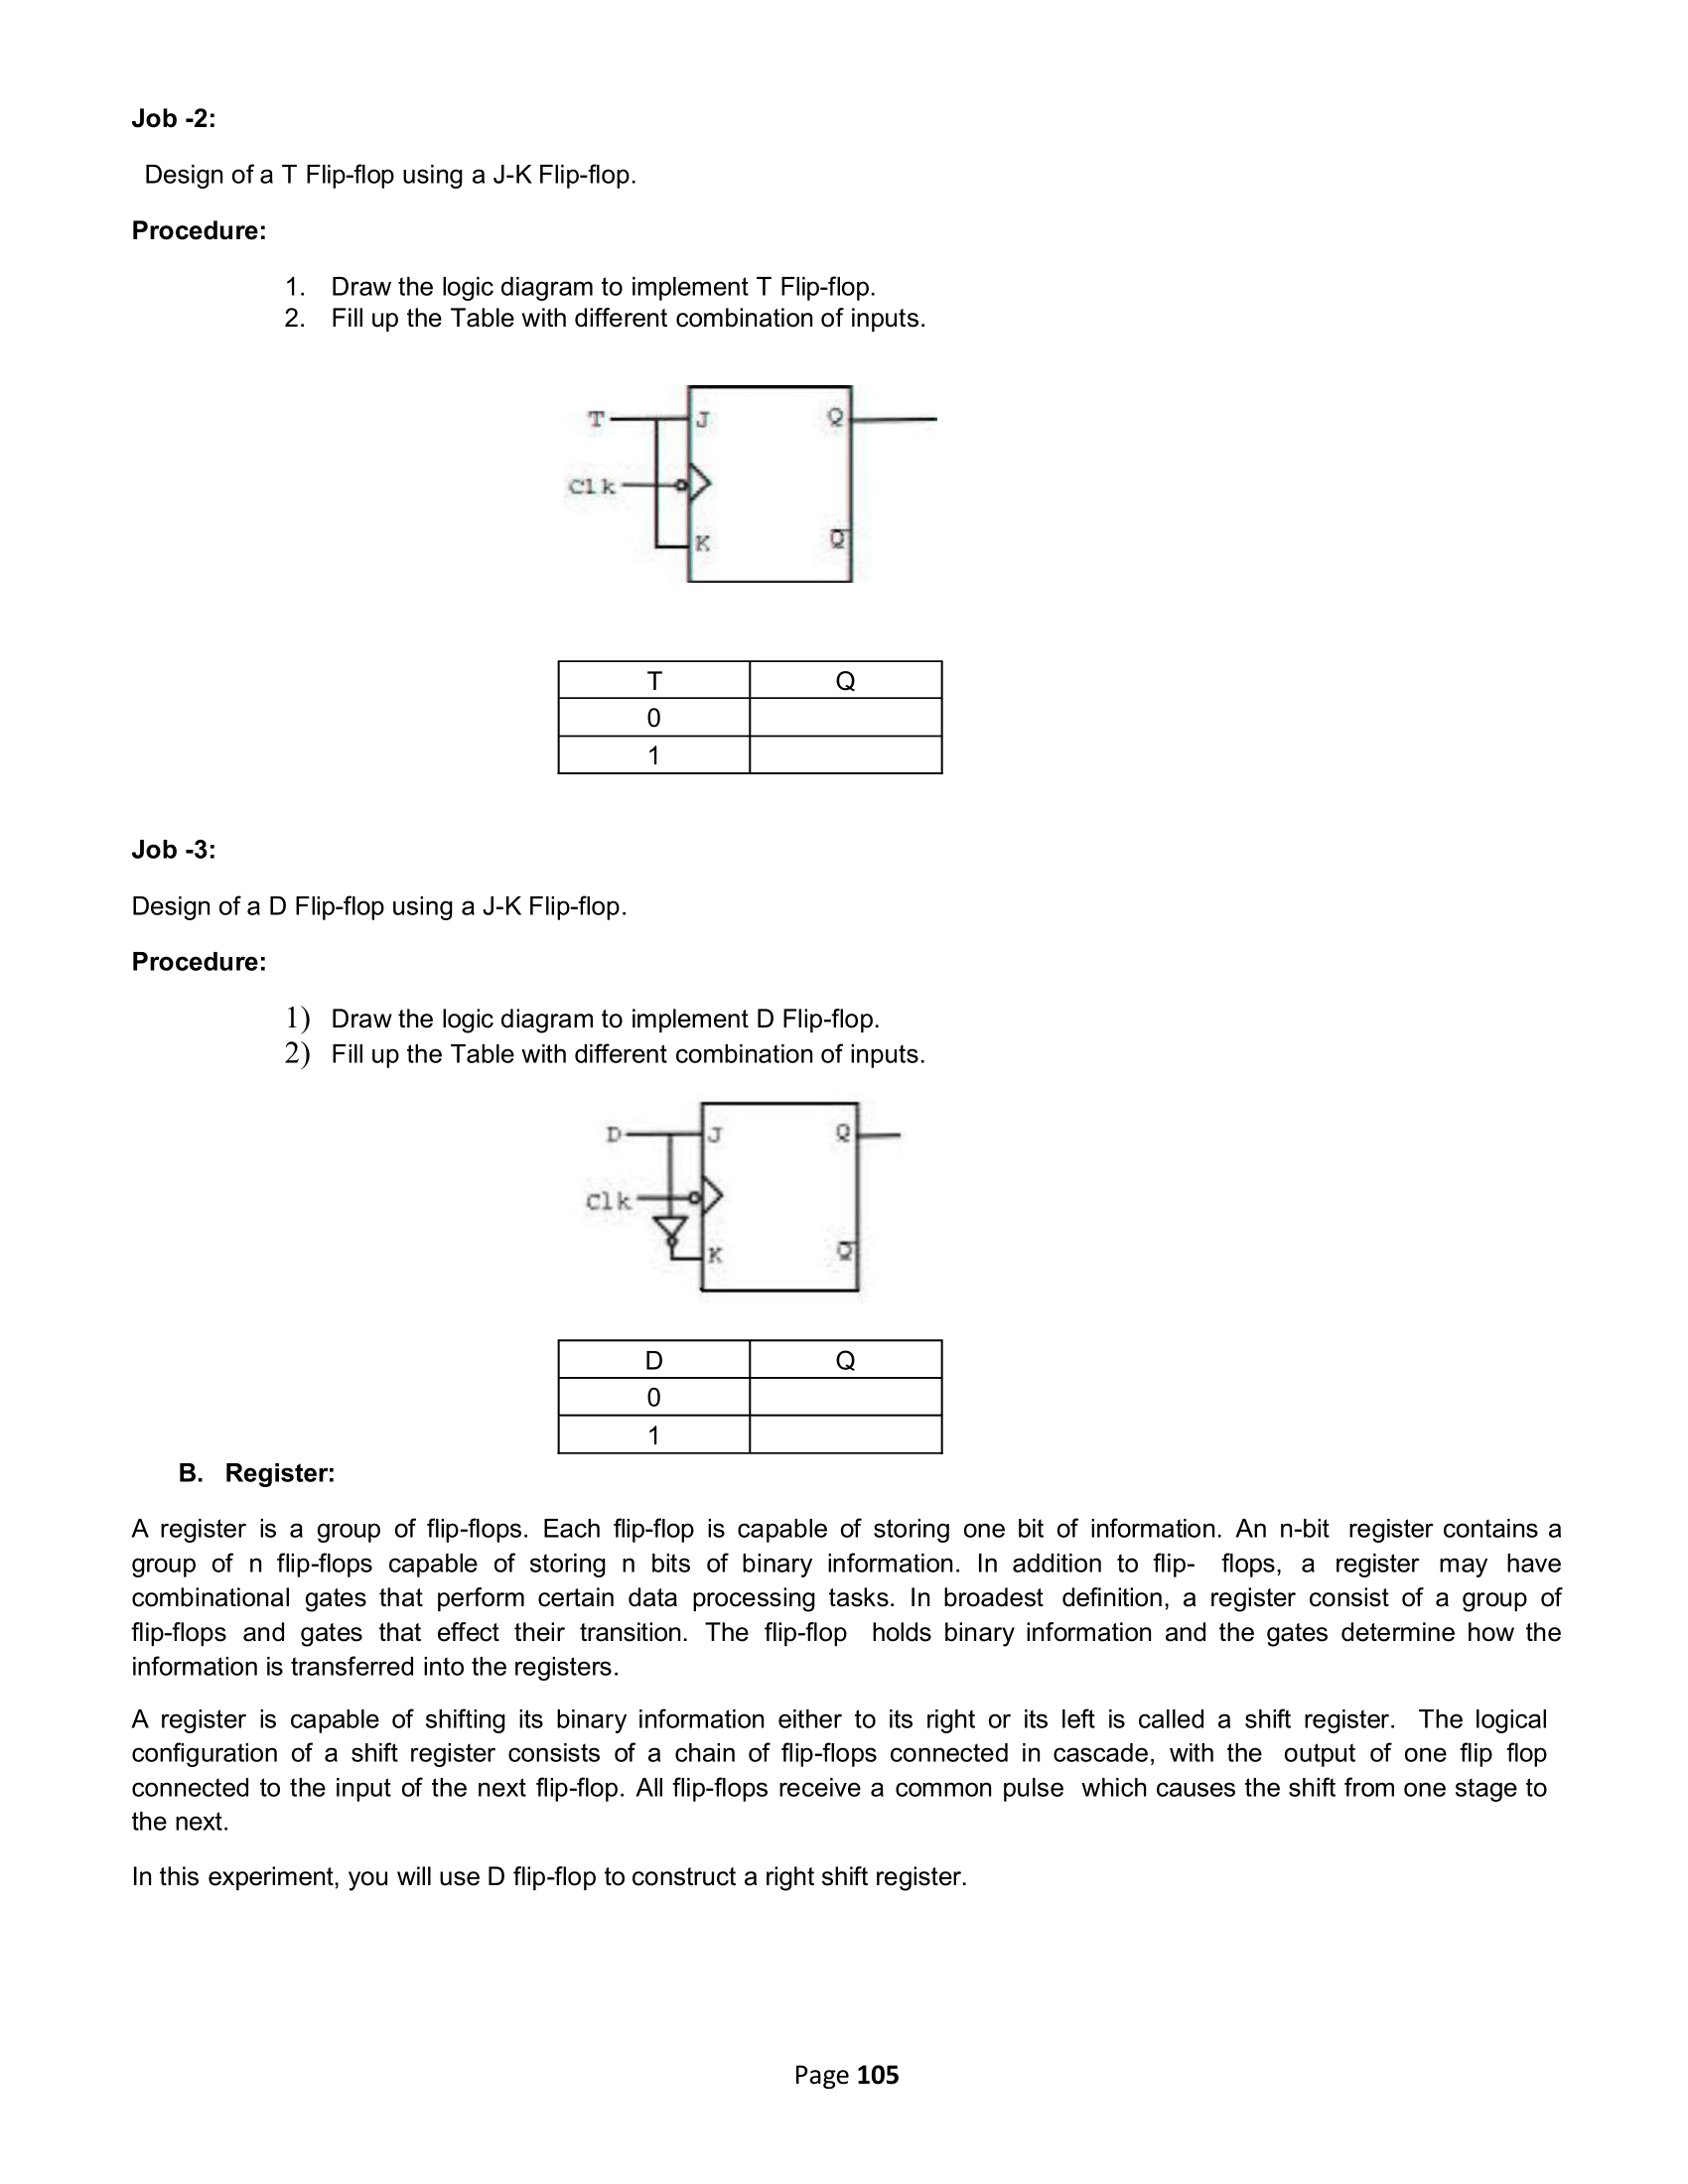 Job -2:
Design of a T Flip-flop using a J-K Flip-flop.
Procedure:
1. Draw the logic diagram to implement T Flip-flop.
2. Fill up the Table with different combination of inputs.
T J Q
Clk
K Q̅
T Q
0
1
Job -3:
Design of a D Flip-flop using a J-K Flip-flop.
Procedure:
1) Draw the logic diagram to implement D Flip-flop.
2) Fill up the Table with different combination of inputs.
D J Q
Clk
K Q̅
D Q
0
1
B. Register:
A register is a group of flip-flops. Each flip-flop is capable of storing one bit of information. An n-bit register contains a
group of n flip-flops capable of storing n bits of binary information. In addition to flip- flops, a register may have
combinational gates that perform certain data processing tasks. In broadest definition, a register consist of a group of
flip-flops and gates that effect their transition. The flip-flop holds binary information and the gates determine how the
information is transferred into the registers.
A register is capable of shifting its binary information either to its right or its left is called a shift register. The logical
configuration of a shift register consists of a chain of flip-flops connected in cascade, with the output of one flip flop
connected to the input of the next flip-flop. All flip-flops receive a common pulse which causes the shift from one stage to
the next.
In this experiment, you will use D flip-flop to construct a right shift register.
Page 105